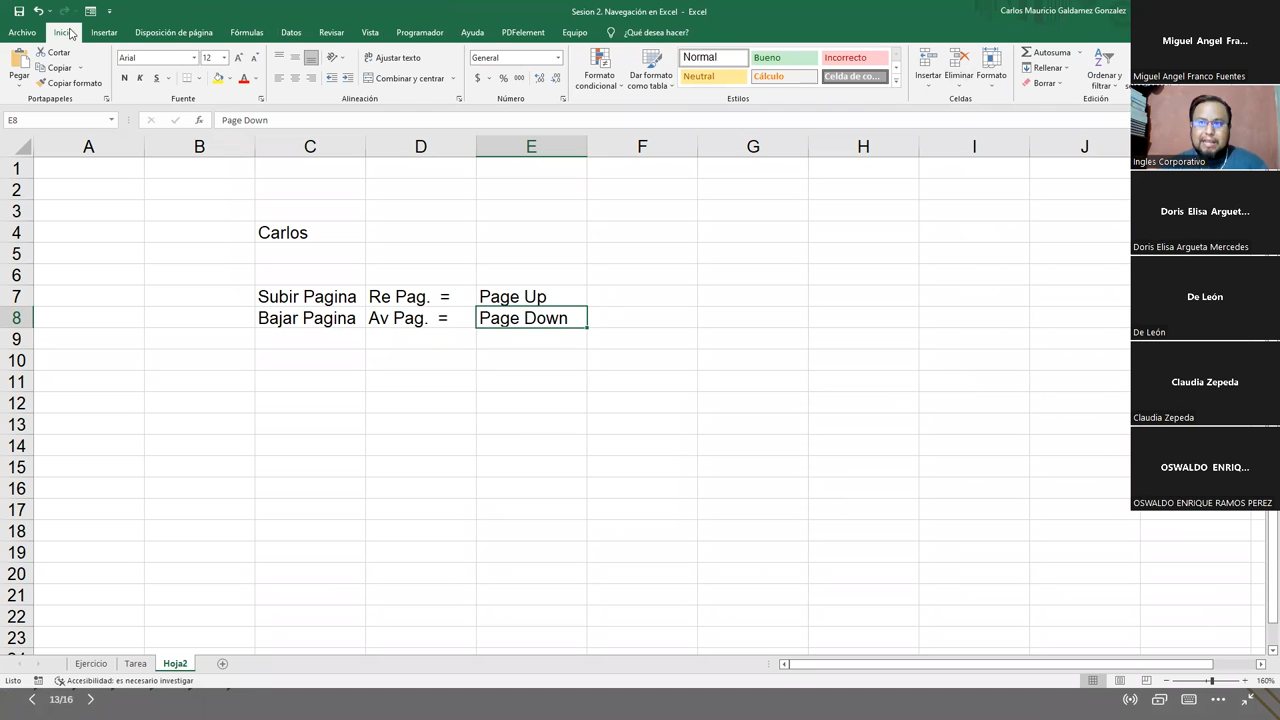 Sesion 2. Navegación en Excel - Excel
Carlos Mauricio Galdamez Gonzalez
Archivo Inicio Insertar Disposición de página Fórmulas Datos Revisar Vista Programador Ayuda PDFelement Equipo ¿Qué desea hacer?
Pegar
Cortar
Copiar
Copiar formato
Portapapeles
Arial 12
N K S
Fuente
Ajustar texto
Combinar y centrar
Alineación
General
$ %
Número
Formato condicional
Dar formato como tabla
Normal Bueno Incorrecto
Neutral Cálculo Celda de co...
Estilos
Insertar Eliminar Formato
Celdas
Autosuma
Rellenar
Borrar
Ordenar y filtrar
Edición
E8 fx Page Down
A B C D E F G H I J
1
2
3
4 Carlos
5
6
7 Subir Pagina Re Pag. = Page Up
8 Bajar Pagina Av Pag. = Page Down
9
10
11
12
13
14
15
16
17
18
19
20
21
22
23
Ejercicio Tarea Hoja2
Listo Accesibilidad: es necesario investigar 160%
13/16
Miguel Angel Fra...
Miguel Angel Franco Fuentes
Ingles Corporativo
Doris Elisa Arguet...
Doris Elisa Argueta Mercedes
De León
De León
Claudia Zepeda
Claudia Zepeda
OSWALDO ENRIQ...
OSWALDO ENRIQUE RAMOS PEREZ